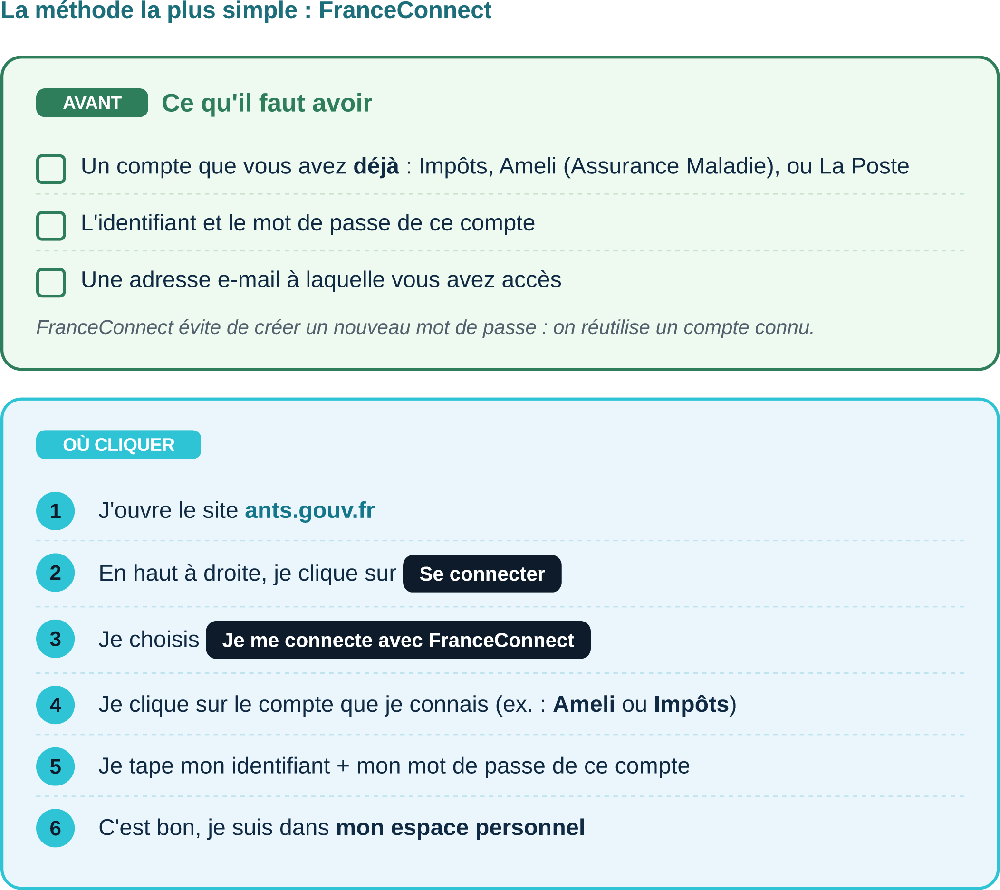 La méthode la plus simple : FranceConnect
AVANT Ce qu'il faut avoir
Un compte que vous avez déjà : Impôts, Ameli (Assurance Maladie), ou La Poste
L'identifiant et le mot de passe de ce compte
Une adresse e-mail à laquelle vous avez accès
FranceConnect évite de créer un nouveau mot de passe : on réutilise un compte connu.
OÙ CLIQUER
1 J'ouvre le site ants.gouv.fr
2 En haut à droite, je clique sur Se connecter
3 Je choisis Je me connecte avec FranceConnect
4 Je clique sur le compte que je connais (ex. : Ameli ou Impôts)
5 Je tape mon identifiant + mon mot de passe de ce compte
6 C'est bon, je suis dans mon espace personnel